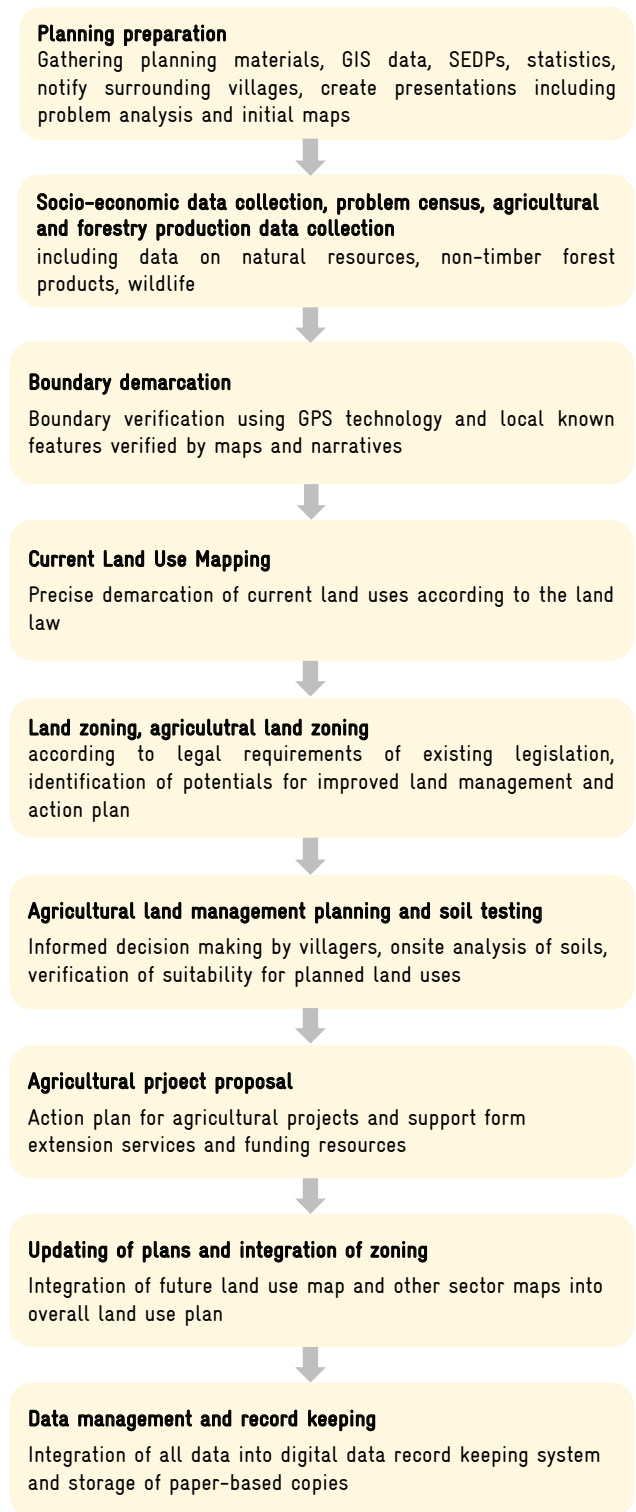 Planning preparation
Gathering planning materials, GIS data, SEDPs, statistics,
notify surrounding villages, create presentations including
problem analysis and initial maps
Socio-economic data collection, problem census, agricultural
and forestry production data collection
including data on natural resources, non-timber forest
products, wildlife
Boundary demarcation
Boundary verification using GPS technology and local known
features verified by maps and narratives
Current Land Use Mapping
Precise demarcation of current land uses according to the land
law
Land zoning, agriculutral land zoning
according to legal requirements of existing legislation,
identification of potentials for improved land management and
action plan
Agricultural land management planning and soil testing
Informed decision making by villagers, onsite analysis of soils,
verification of suitability for planned land uses
Agricultural prjoect proposal
Action plan for agricultural projects and support form
extension services and funding resources
Updating of plans and integration of zoning
Integration of future land use map and other sector maps into
overall land use plan
Data management and record keeping
Integration of all data into digital data record keeping system
and storage of paper-based copies